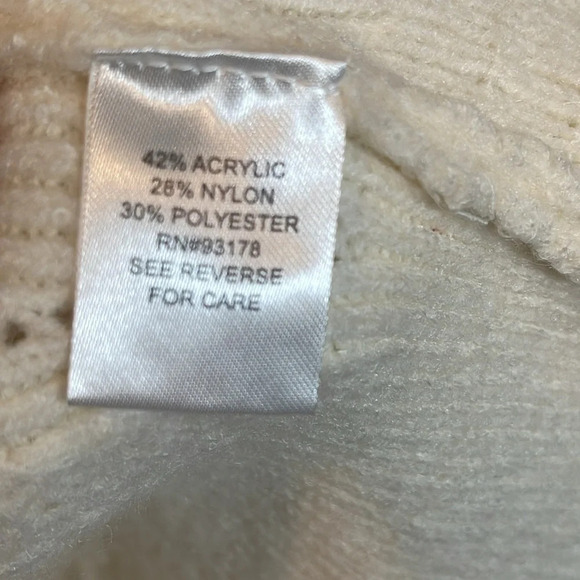 42% ACRYLIC
28% NYLON
30% POLYESTER
RN#93178
SEE REVERSE
FOR CARE